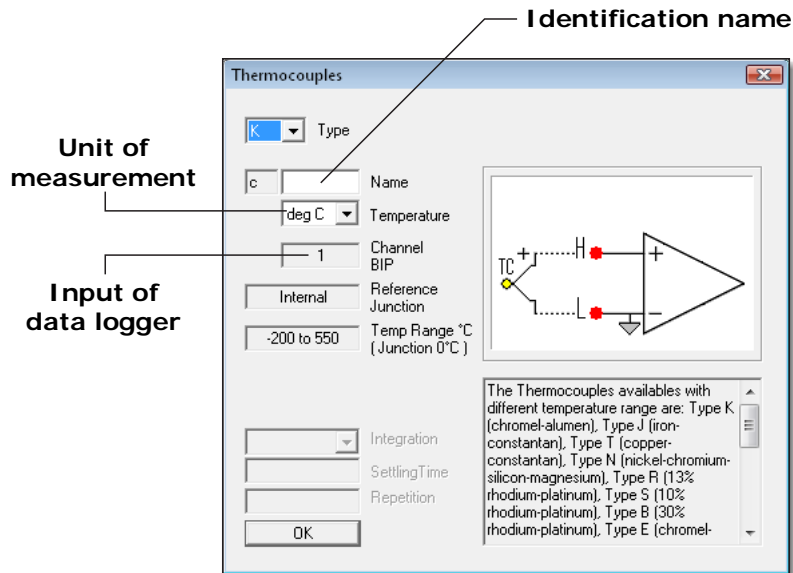 Identification name
Thermocouples
K Type
Unit of
measurement
c Name
deg C Temperature
1 Channel
BIP
Input of
data logger
Internal Reference
Junction
-200 to 550 Temp Range °C
( Junction 0°C )
TC + H +
L −
The Thermocouples availables with
different temperature range are: Type K
(chromel-alumen), Type J (iron-
constantan), Type T (copper-
constantan), Type N (nickel-chromium-
silicon-magnesium), Type R (13%
rhodium-platinum), Type S (10%
rhodium-platinum), Type B (30%
rhodium-platinum), Type E (chromel-
Integration
SettlingTime
Repetition
OK